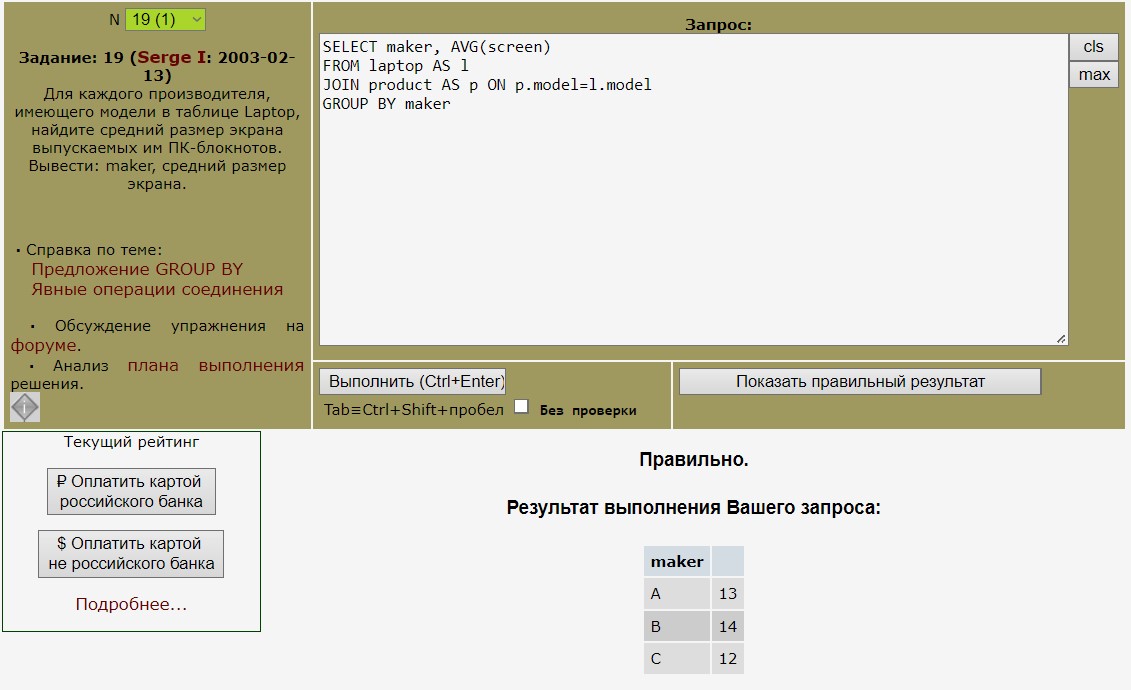 N 19 (1)
Задание: 19 (Serge I: 2003-02-
13)
Для каждого производителя,
имеющего модели в таблице Laptop,
найдите средний размер экрана
выпускаемых им ПК-блокнотов.
Вывести: maker, средний размер
экрана.
· Справка по теме:
Предложение GROUP BY
Явные операции соединения
· Обсуждение упражнения на
форуме.
· Анализ плана выполнения
решения.
Запрос:
SELECT maker, AVG(screen)
FROM laptop AS l
JOIN product AS p ON p.model=l.model
GROUP BY maker
cls
max
Выполнить (Ctrl+Enter)
Tab≡Ctrl+Shift+пробел Без проверки
Показать правильный результат
Текущий рейтинг
₽ Оплатить картой
российского банка
$ Оплатить картой
не российского банка
Подробнее...
Правильно.
Результат выполнения Вашего запроса:
maker
A 13
B 14
C 12